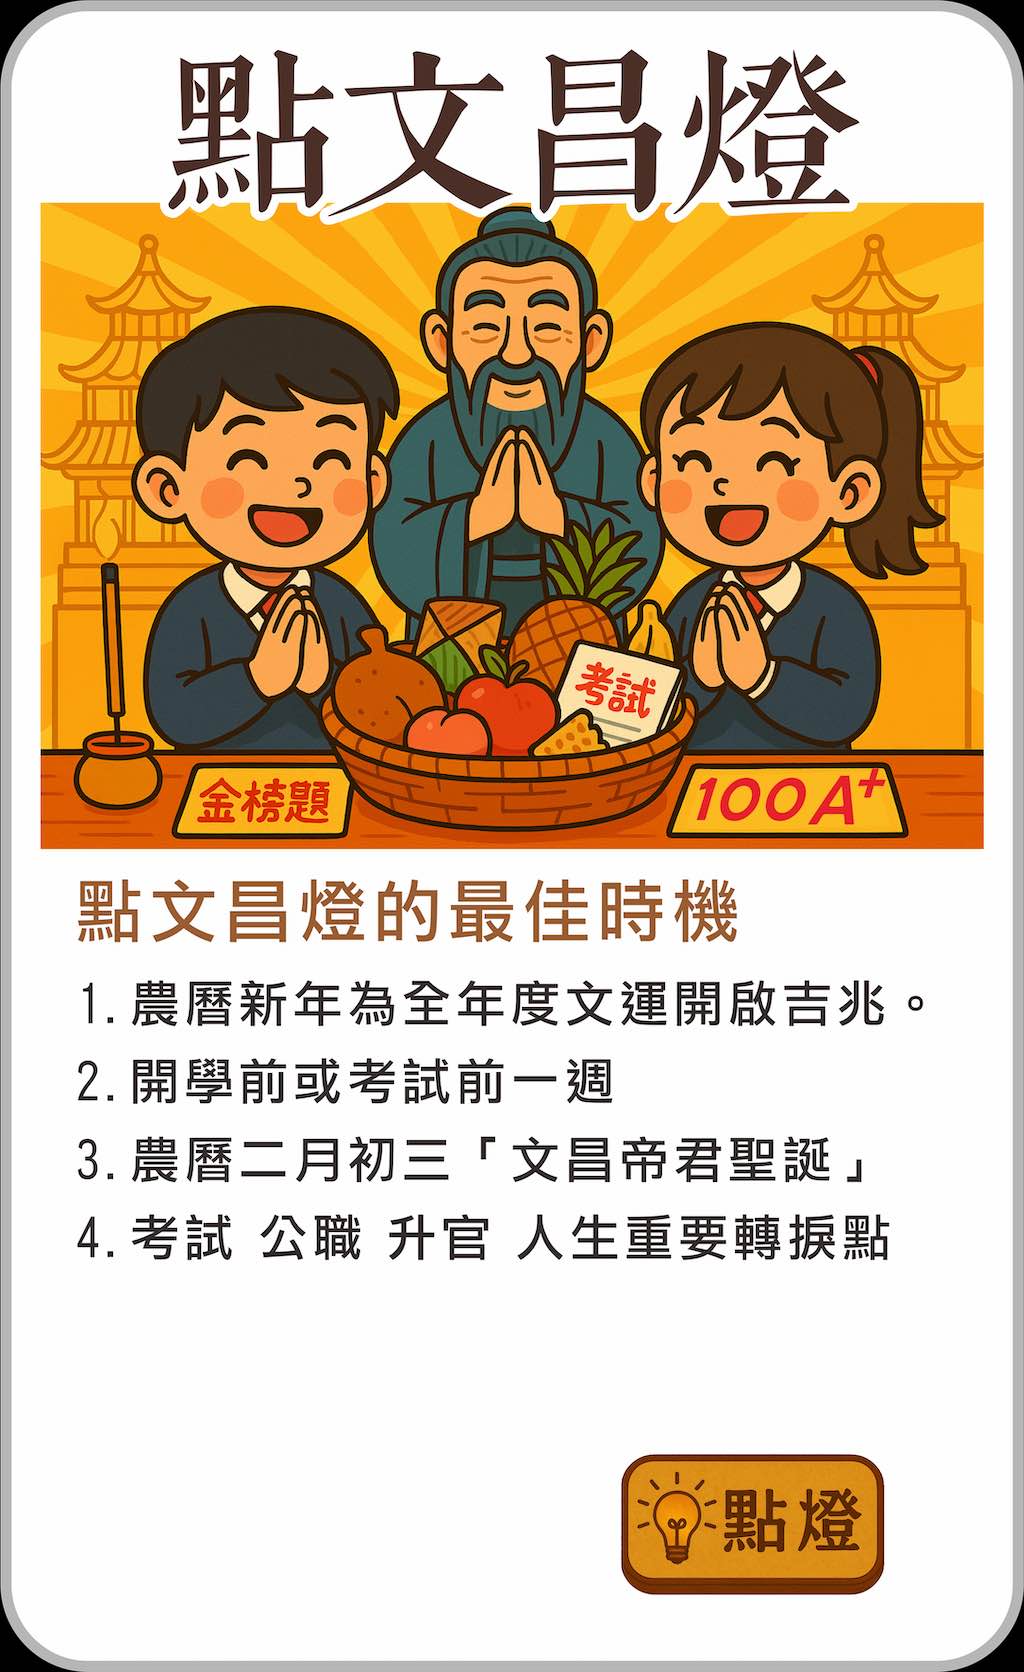 點文昌燈
考試
金榜題
100A+
點文昌燈的最佳時機
1.農曆新年為全年度文運開啟吉兆。
2.開學前或考試前一週
3.農曆二月初三「文昌帝君聖誕」
4.考試 公職 升官 人生重要轉捩點
點燈